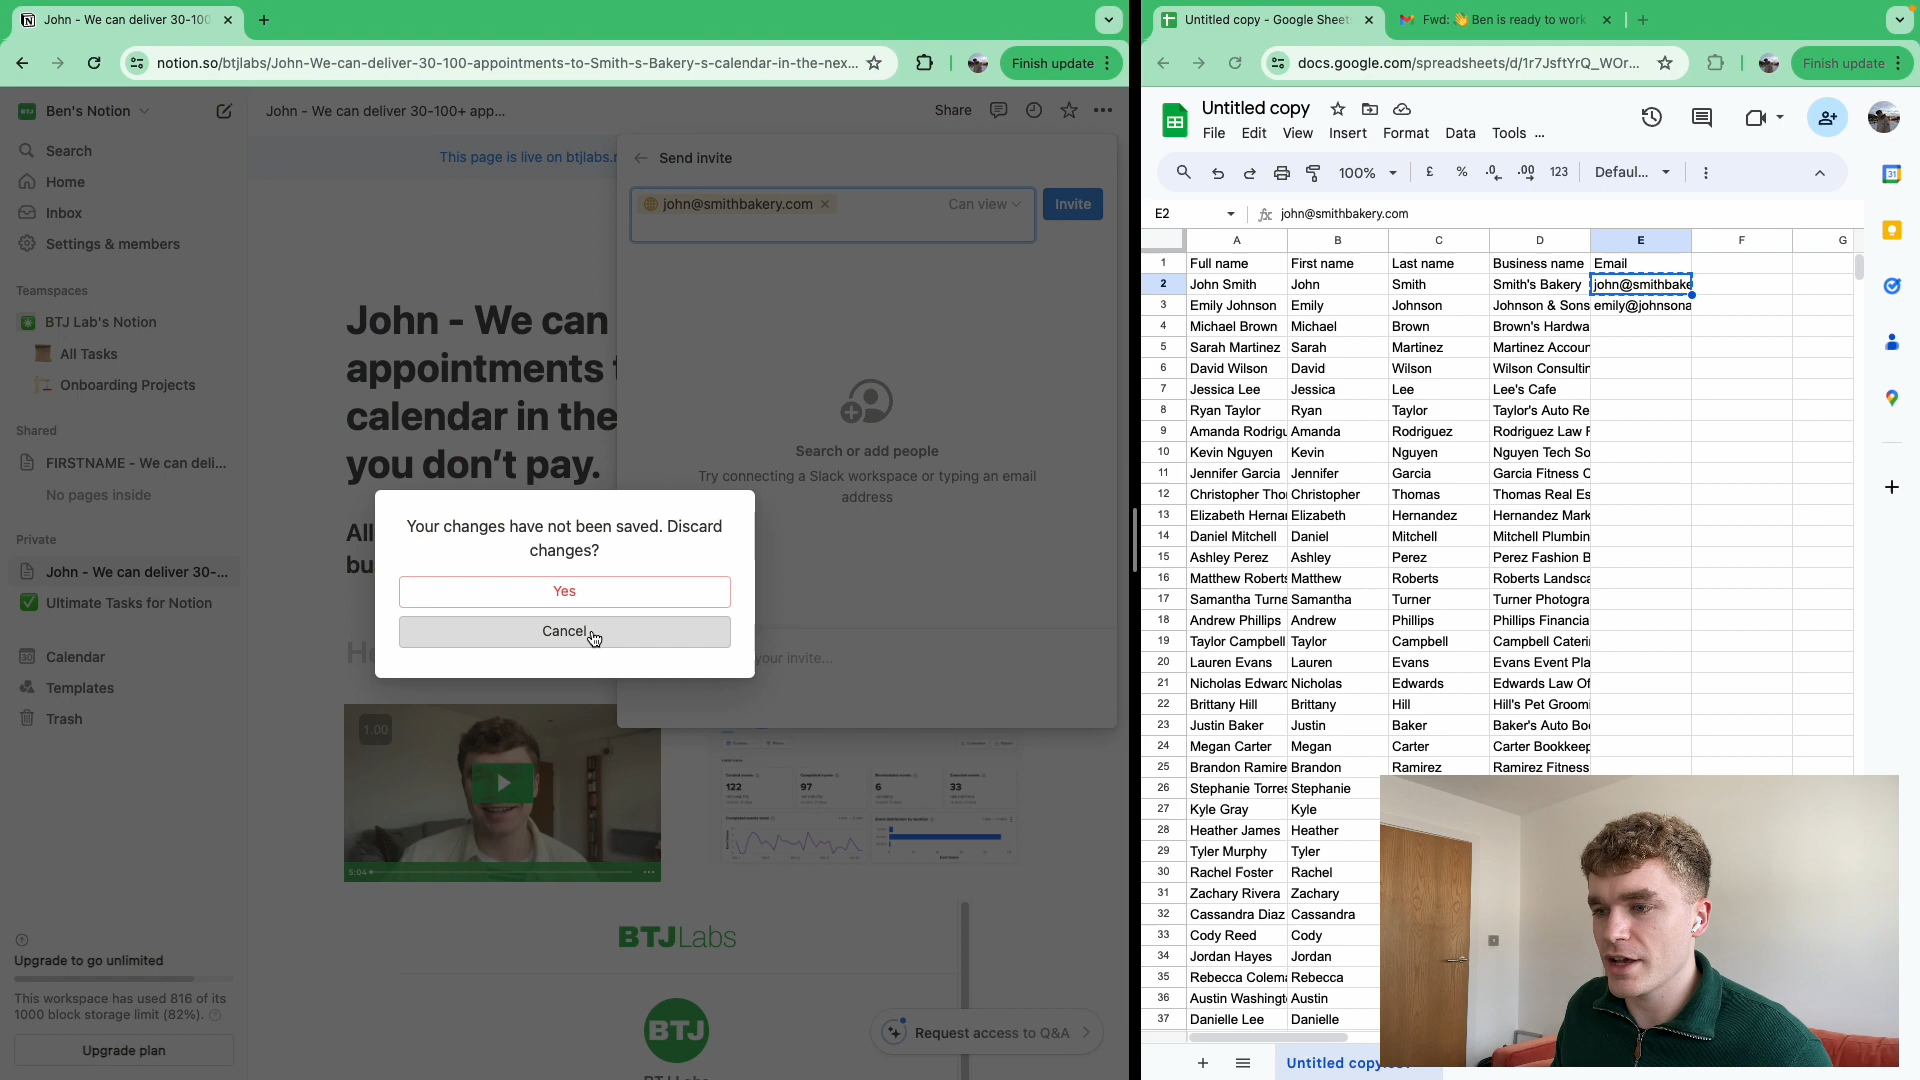 John - We can deliver 30-100
notion.so/btjlabs/John-We-can-deliver-30-100-appointments-to-Smith-s-Bakery-s-calendar-in-the-nex...
Finish update
Ben's Notion
John - We can deliver 30-100+ app...
Share
Search
Home
Inbox
Settings & members
Teamspaces
BTJ Lab's Notion
All Tasks
Onboarding Projects
Shared
FIRSTNAME - We can deli...
No pages inside
Private
John - We can deliver 30-...
Ultimate Tasks for Notion
Calendar
Templates
Trash
Upgrade to go unlimited
This workspace has used 816 of its
1000 block storage limit (82%).
Upgrade plan
This page is live on btjlabs.
John - We can
appointments
calendar in the
you don't pay.
Send invite
john@smithbakery.com
Can view
Invite
Search or add people
Try connecting a Slack workspace or typing an email
address
your invite...
Your changes have not been saved. Discard
changes?
Yes
Cancel
1.00
5:04
122
97
6
33
BTJLabs
BTJ
Request access to Q&A
Untitled copy - Google Sheet
Fwd: 👋 Ben is ready to work
docs.google.com/spreadsheets/d/1r7JsftYrQ_WOr...
Finish update
Untitled copy
File Edit View Insert Format Data Tools ...
100% £ % .0 .00 123 Defaul...
31
E2 fx john@smithbakery.com
A B C D E F G
1 Full name First name Last name Business name Email
2 John Smith John Smith Smith's Bakery john@smithbake
3 Emily Johnson Emily Johnson Johnson & Sons emily@johnsona
4 Michael Brown Michael Brown Brown's Hardwa
5 Sarah Martinez Sarah Martinez Martinez Accoun
6 David Wilson David Wilson Wilson Consultin
7 Jessica Lee Jessica Lee Lee's Cafe
8 Ryan Taylor Ryan Taylor Taylor's Auto Re
9 Amanda Rodrigu Amanda Rodriguez Rodriguez Law F
10 Kevin Nguyen Kevin Nguyen Nguyen Tech So
11 Jennifer Garcia Jennifer Garcia Garcia Fitness C
12 Christopher Tho Christopher Thomas Thomas Real Es
13 Elizabeth Hernan Elizabeth Hernandez Hernandez Mark
14 Daniel Mitchell Daniel Mitchell Mitchell Plumbin
15 Ashley Perez Ashley Perez Perez Fashion B
16 Matthew Roberts Matthew Roberts Roberts Landsca
17 Samantha Turne Samantha Turner Turner Photogra
18 Andrew Phillips Andrew Phillips Phillips Financia
19 Taylor Campbell Taylor Campbell Campbell Cateri
20 Lauren Evans Lauren Evans Evans Event Pla
21 Nicholas Edward Nicholas Edwards Edwards Law Of
22 Brittany Hill Brittany Hill Hill's Pet Groomi
23 Justin Baker Justin Baker Baker's Auto Bo
24 Megan Carter Megan Carter Carter Bookkeep
25 Brandon Ramire Brandon Ramirez Ramirez Fitness
26 Stephanie Torres Stephanie
27 Kyle Gray Kyle
28 Heather James Heather
29 Tyler Murphy Tyler
30 Rachel Foster Rachel
31 Zachary Rivera Zachary
32 Cassandra Diaz Cassandra
33 Cody Reed Cody
34 Jordan Hayes Jordan
35 Rebecca Colema Rebecca
36 Austin Washingt Austin
37 Danielle Lee Danielle
Untitled copy